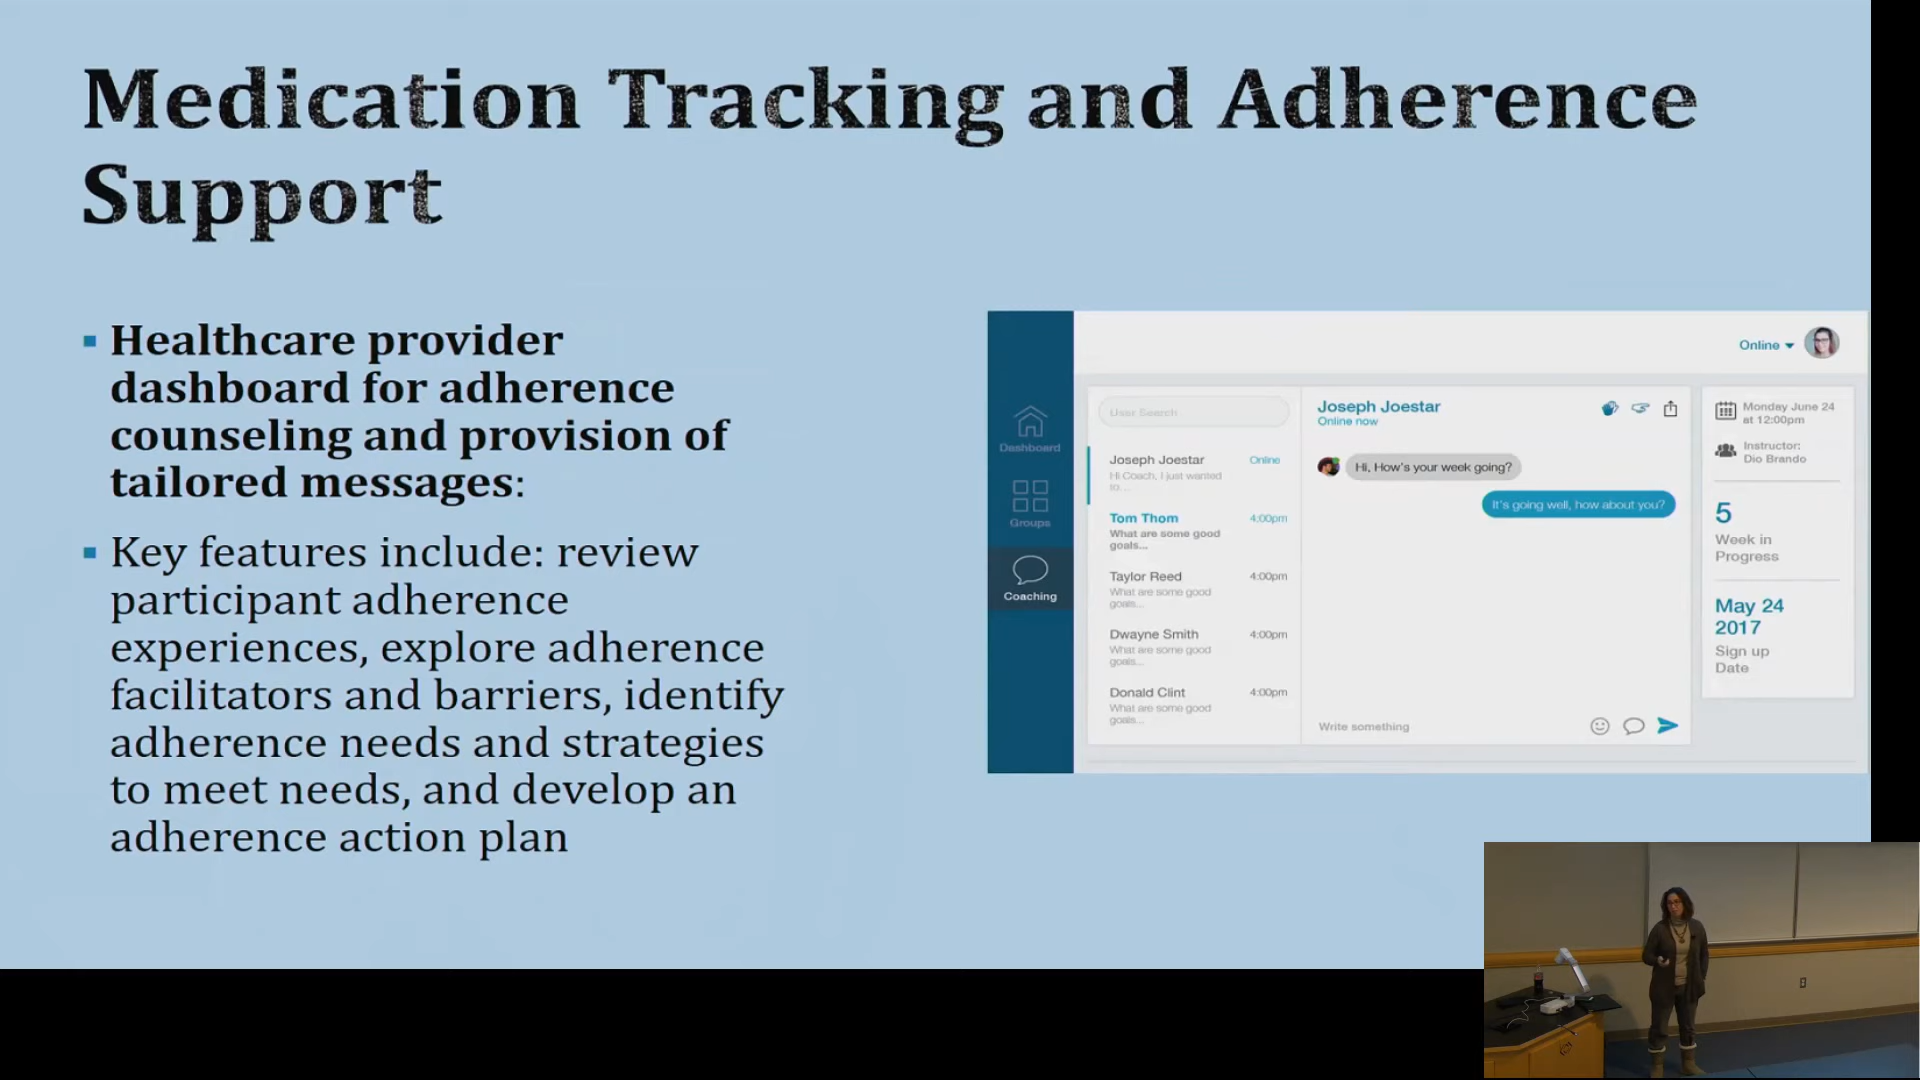 Medication Tracking and Adherence
Support
Healthcare provider
dashboard for adherence
counseling and provision of
tailored messages:
Key features include: review
participant adherence
experiences, explore adherence
facilitators and barriers, identify
adherence needs and strategies
to meet needs, and develop an
adherence action plan
Online
Dashboard
Groups
Coaching
User Search
Joseph Joestar Online
Hi Coach, I just wanted
to...
Tom Thom 4:00pm
What are some good
goals...
Taylor Reed 4:00pm
What are some good
goals...
Dwayne Smith 4:00pm
What are some good
goals...
Donald Clint 4:00pm
What are some good
goals...
Joseph Joestar
Online now
Hi, How's your week going?
It's going well, how about you?
Write something
Monday June 24
at 12:00pm
Instructor:
Dio Brando
5
Week in
Progress
May 24
2017
Sign up
Date